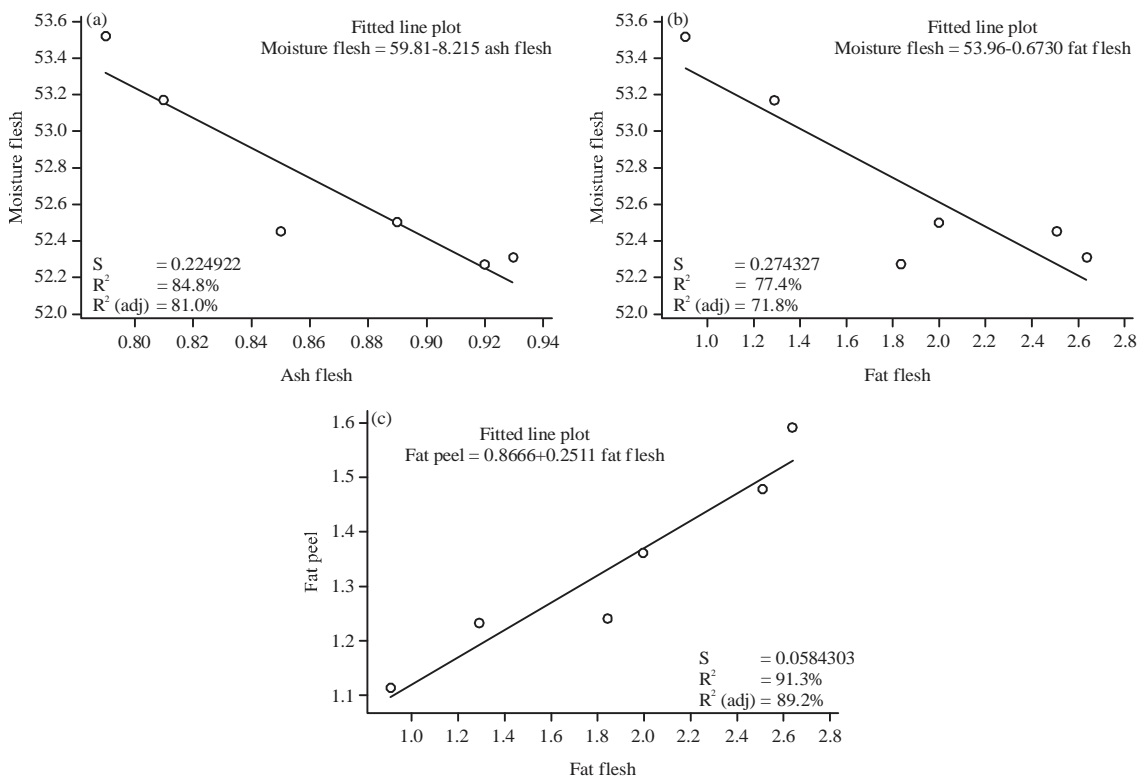 (a)
Fitted line plot
Moisture flesh = 59.81-8.215 ash flesh
Moisture flesh
53.6
53.4
53.2
53.0
52.8
52.6
52.4
52.2
52.0
S = 0.224922
R² = 84.8%
R² (adj) = 81.0%
0.80 0.82 0.84 0.86 0.88 0.90 0.92 0.94
Ash flesh
(b)
Fitted line plot
Moisture flesh = 53.96-0.6730 fat flesh
Moisture flesh
53.6
53.4
53.2
53.0
52.8
52.6
52.4
52.2
52.0
S = 0.274327
R² = 77.4%
R² (adj) = 71.8%
1.0 1.2 1.4 1.6 1.8 2.0 2.2 2.4 2.6 2.8
Fat flesh
(c)
Fitted line plot
Fat peel = 0.8666+0.2511 fat flesh
Fat peel
1.6
1.5
1.4
1.3
1.2
1.1
S = 0.0584303
R² = 91.3%
R² (adj) = 89.2%
1.0 1.2 1.4 1.6 1.8 2.0 2.2 2.4 2.6 2.8
Fat flesh